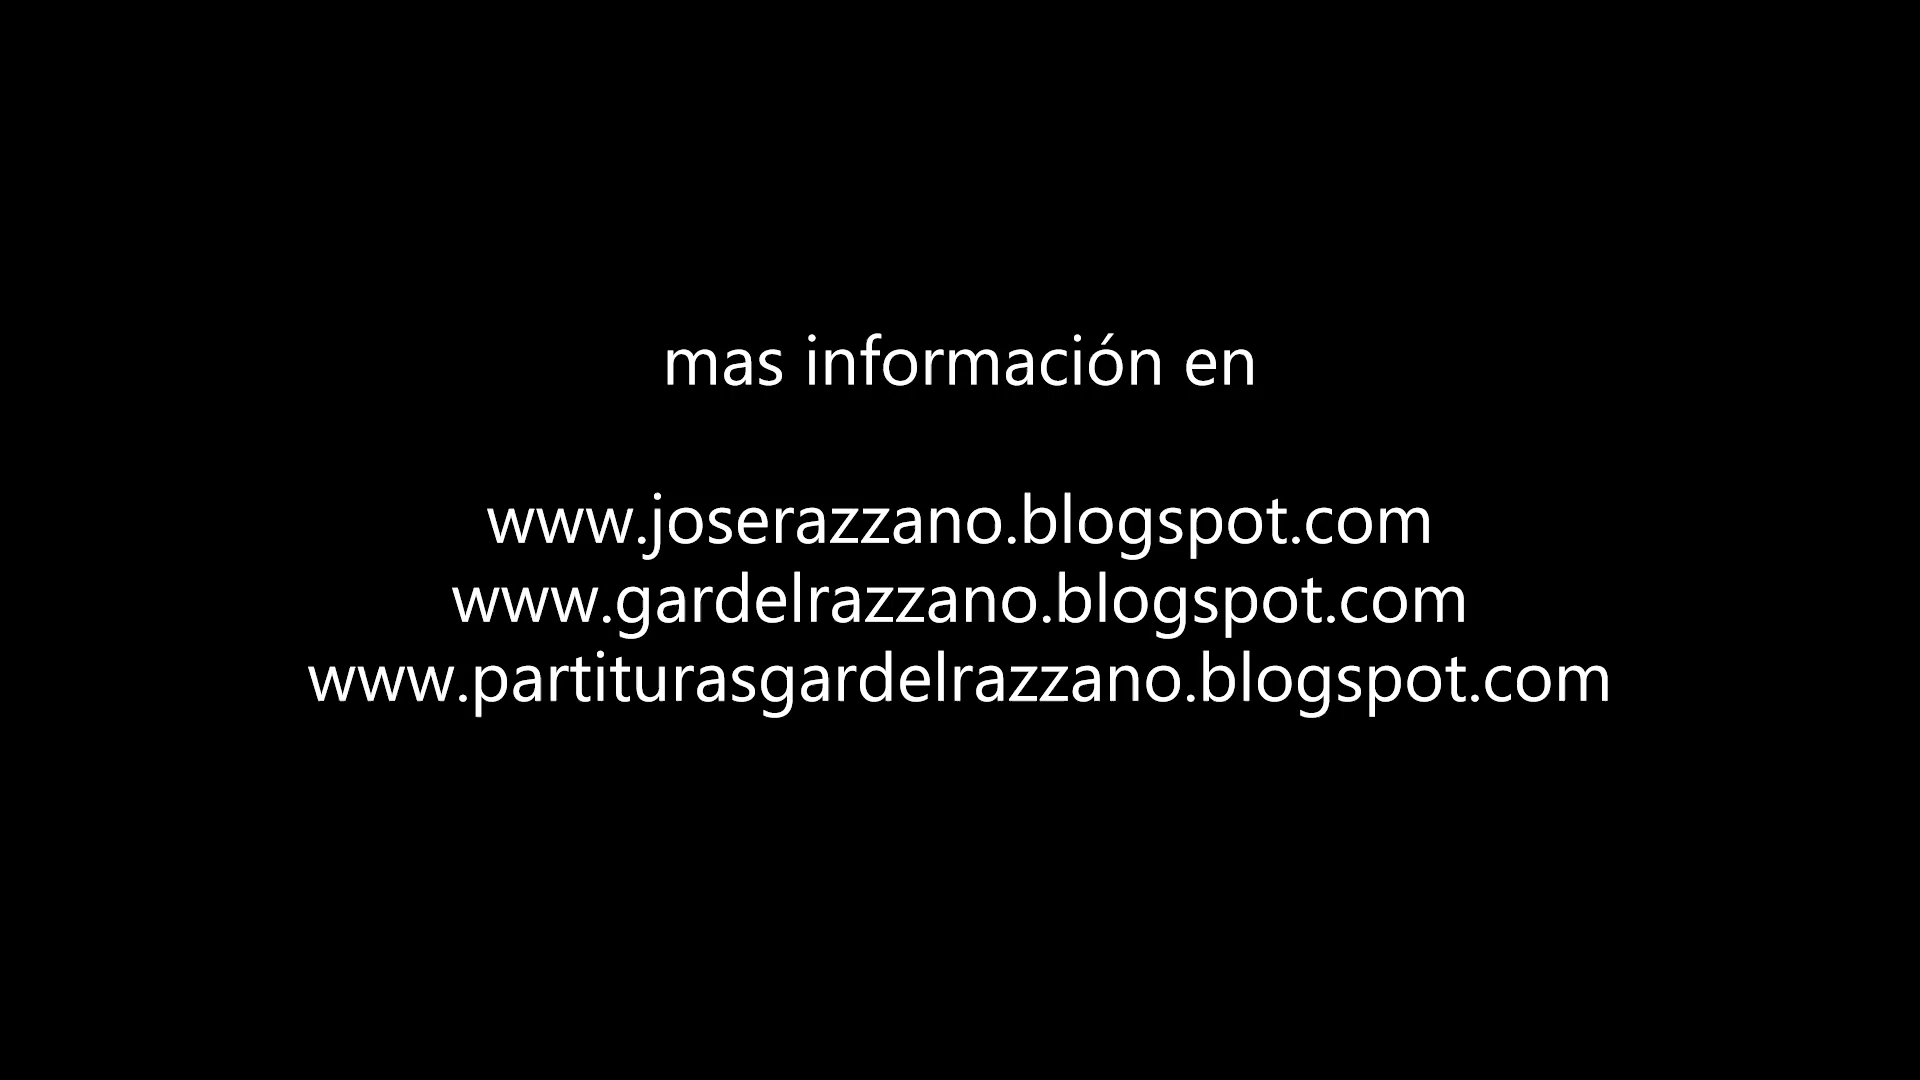 mas información en
www.joserazzano.blogspot.com
www.gardelrazzano.blogspot.com
www.partiturasgardelrazzano.blogspot.com